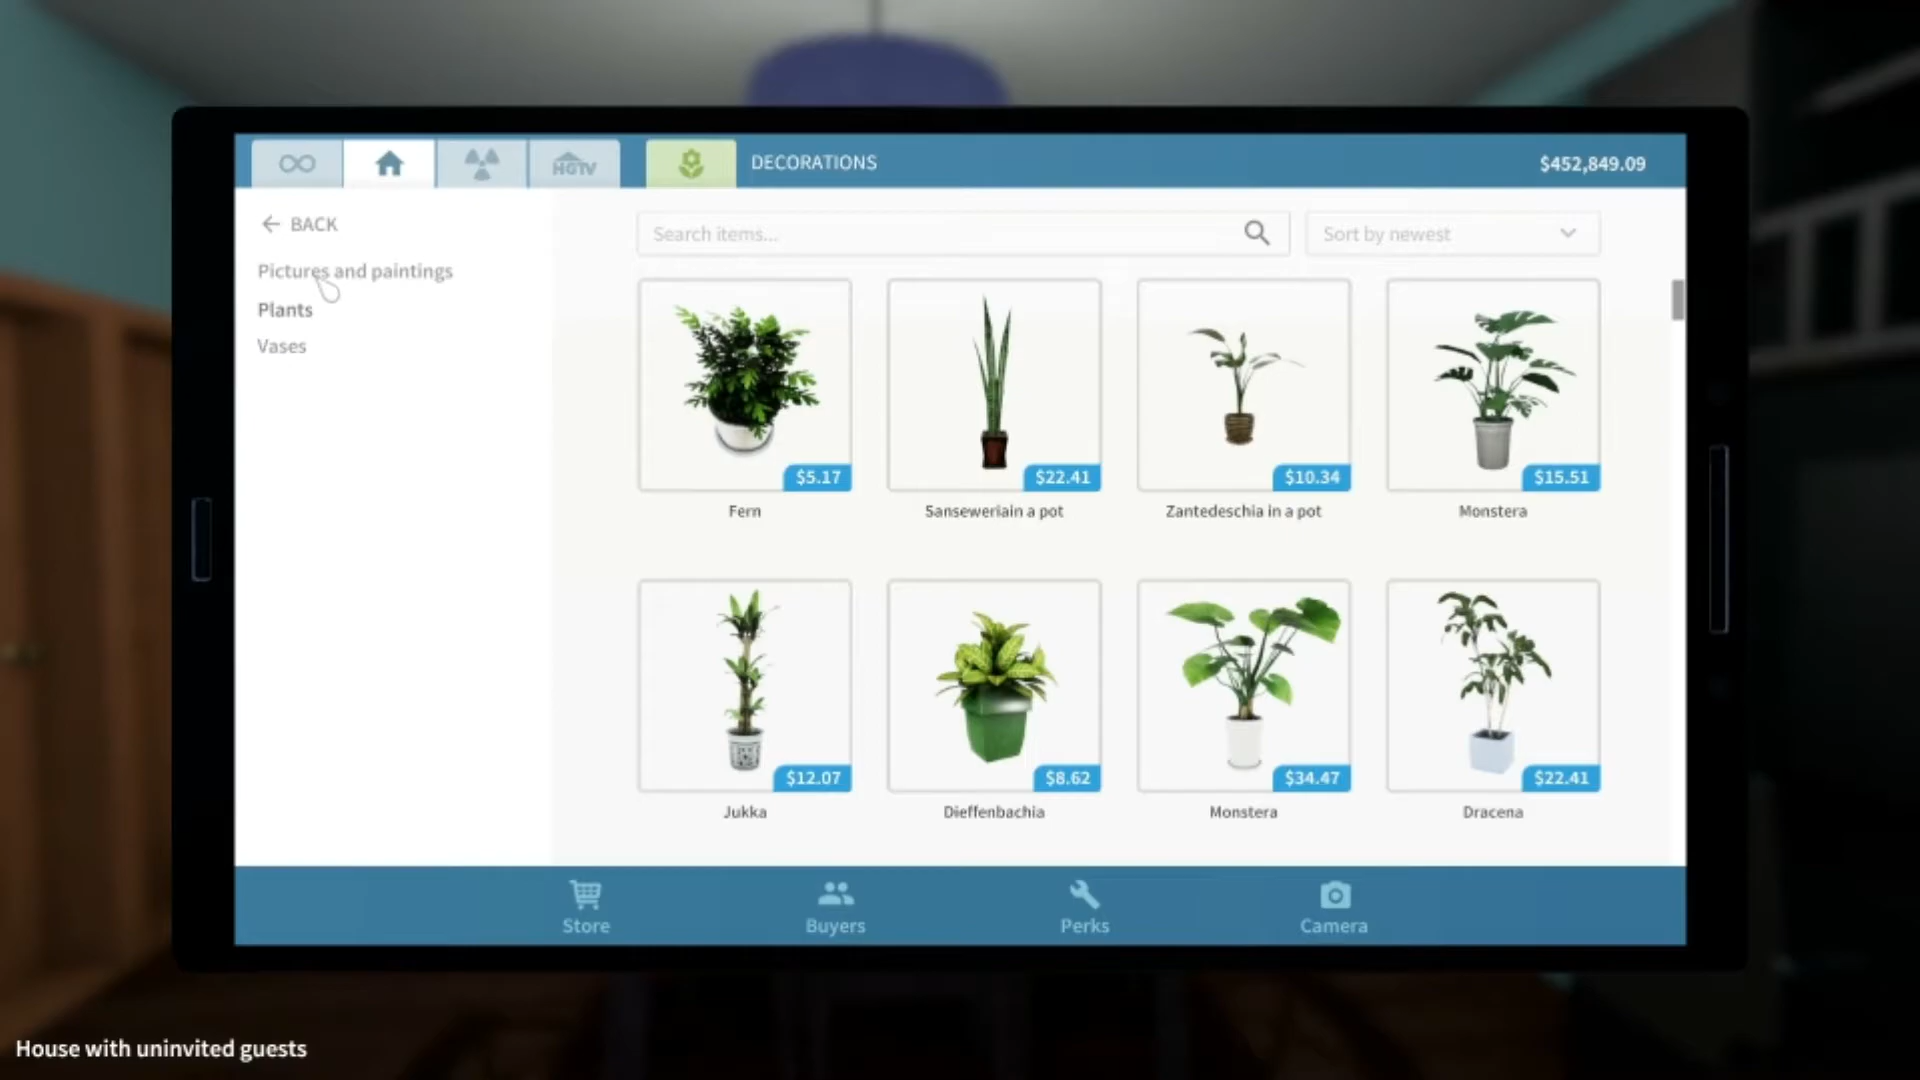 HGTV
DECORATIONS
$452,849.09
BACK
Search items...
Sort by newest
Pictures and paintings
Plants
Vases
$5.17
$22.41
$10.34
$15.51
Fern
Sanseweriain a pot
Zantedeschia in a pot
Monstera
$12.07
$8.62
$34.47
$22.41
Jukka
Dieffenbachia
Monstera
Dracena
Store
Buyers
Perks
Camera
House with uninvited guests